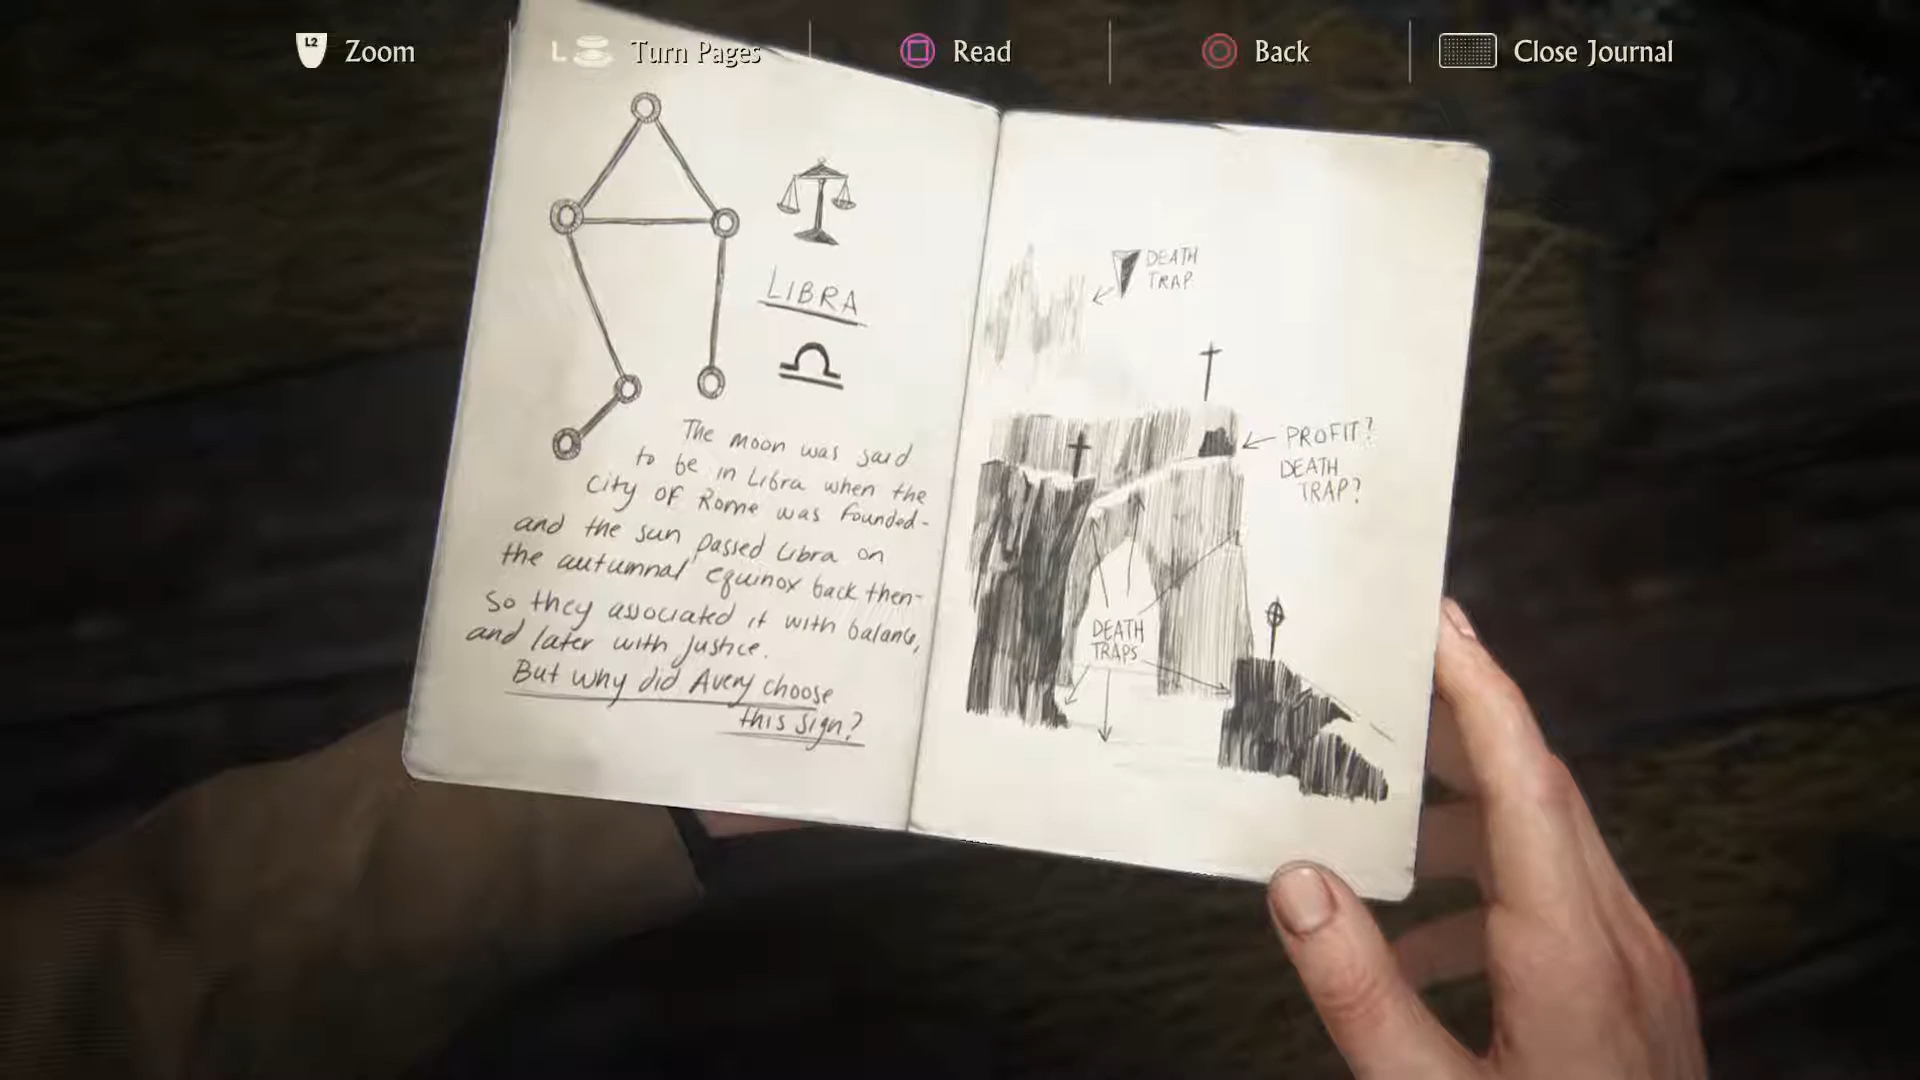 L2 Zoom
L Turn Pages
Read
Back
Close Journal
LIBRA
The moon was said
to be in Libra when the
City of Rome was founded-
and the sun passed Libra on
the autumnal equinox back then-
So they associated it with balance,
and later with justice.
But why did Avery choose
this sign?
DEATH
TRAP
PROFIT?
DEATH
TRAP?
DEATH
TRAPS